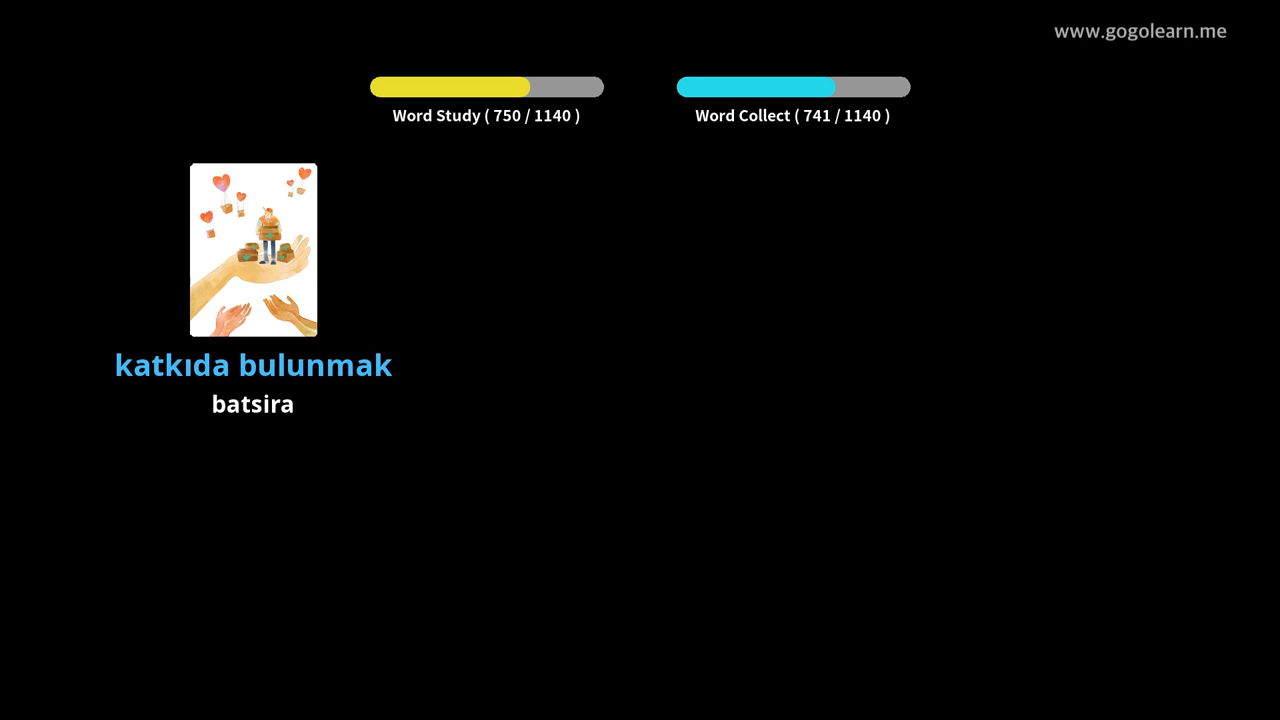 www.gogolearn.me
Word Study ( 750 / 1140 )
Word Collect ( 741 / 1140 )
katkıda bulunmak
batsira